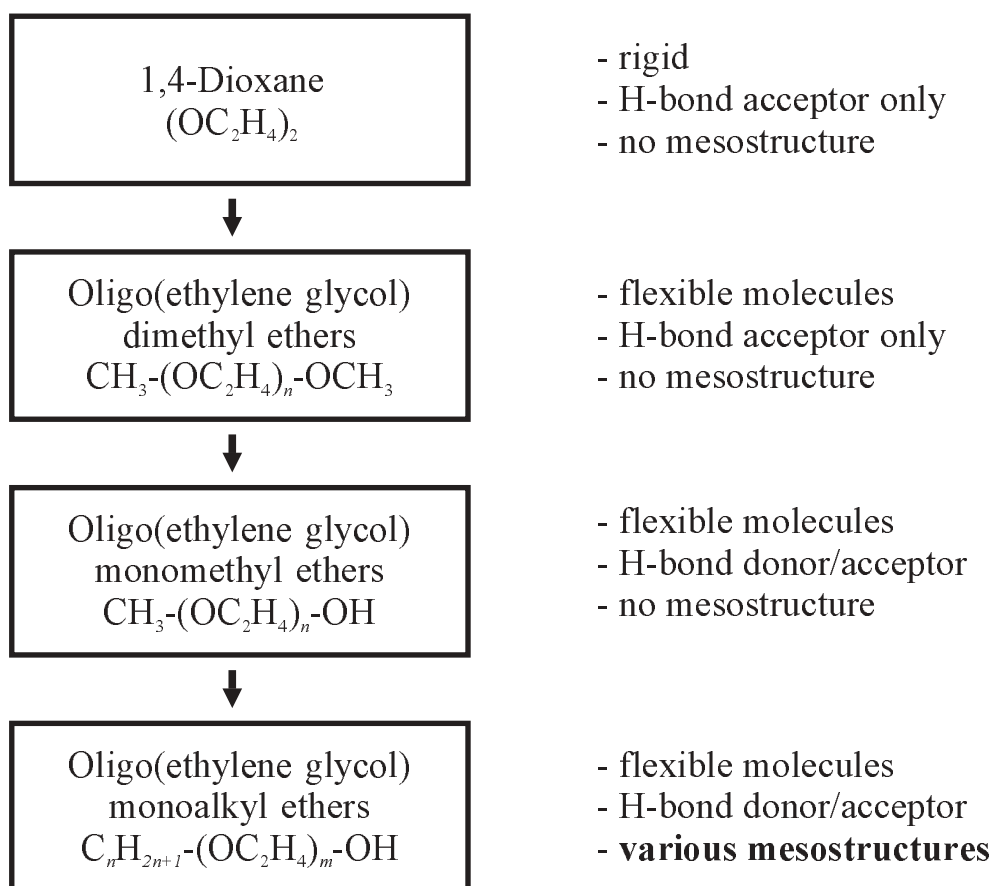 1,4-Dioxane
(OC₂H₄)₂
- rigid
- H-bond acceptor only
- no mesostructure
Oligo(ethylene glycol)
dimethyl ethers
CH₃-(OC₂H₄)ₙ-OCH₃
- flexible molecules
- H-bond acceptor only
- no mesostructure
Oligo(ethylene glycol)
monomethyl ethers
CH₃-(OC₂H₄)ₙ-OH
- flexible molecules
- H-bond donor/acceptor
- no mesostructure
Oligo(ethylene glycol)
monoalkyl ethers
CₙH₂ₙ₊₁-(OC₂H₄)ₘ-OH
- flexible molecules
- H-bond donor/acceptor
- various mesostructures